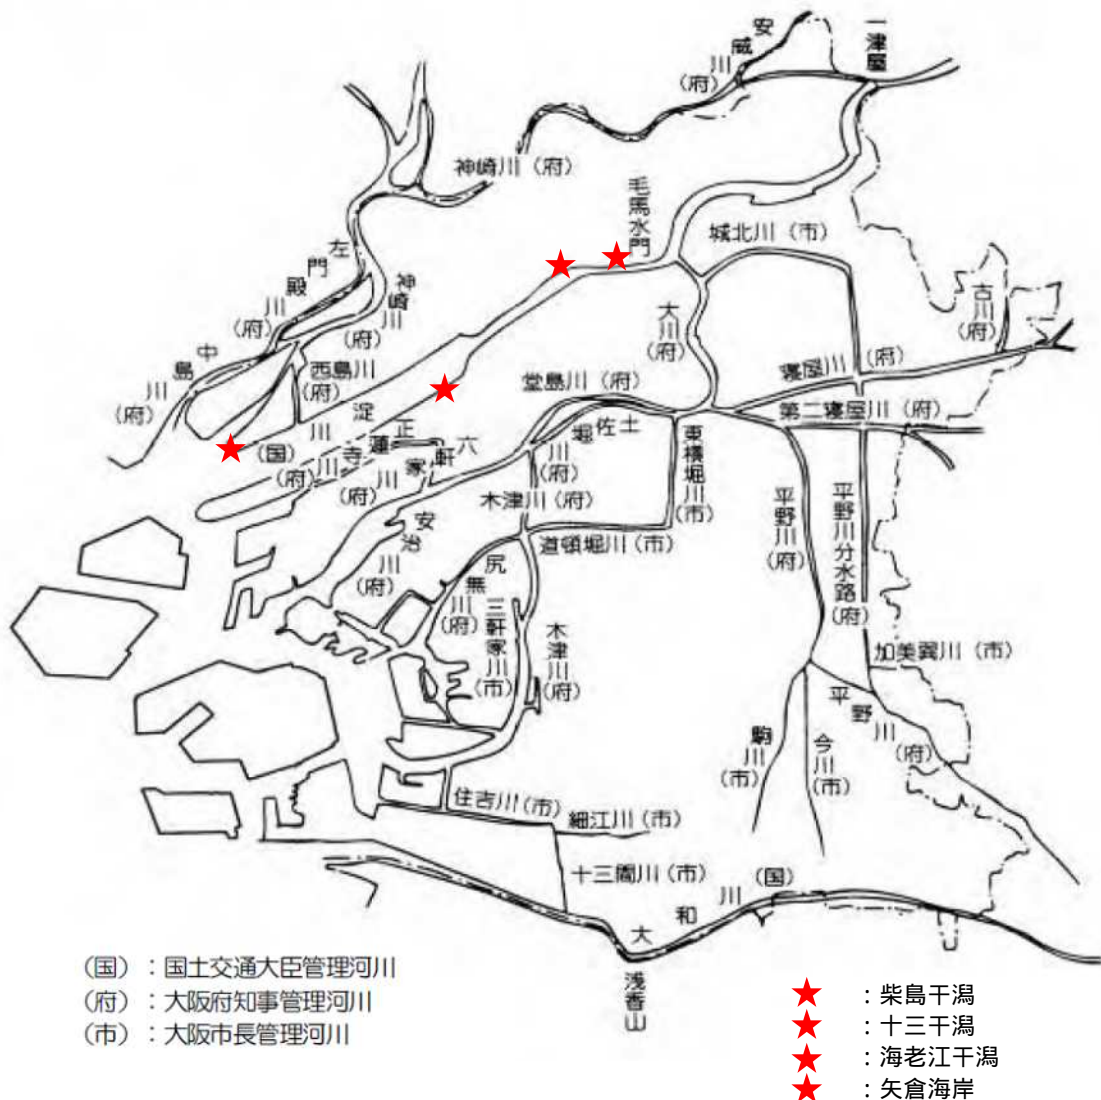 一津屋
安威川
(府)
神崎川(府)
毛馬水門
城北川(市)
左門殿川
(府)
神崎川
(府)
古川
(府)
中島川
(府)
西島川
(府)
大川
(府)
寝屋川(府)
堂島川(府)
第二寝屋川(府)
淀川
(国)
正蓮寺川
(府)
六軒家川
(府)
土佐堀川
(府)
東横堀川
(市)
木津川(府)
道頓堀川(市)
平野川
(府)
平野川分水路
(府)
安治川
(府)
尻無川
(府)
三軒家川
(市)
木津川
(府)
加美巽川(市)
平野川
(府)
駒川
(市)
今川
(市)
住吉川(市)
細江川(市)
十三間川(市)
大和川(国)
浅香山
(国):国土交通大臣管理河川
(府):大阪府知事管理河川
(市):大阪市長管理河川
:柴島干潟
:十三干潟
:海老江干潟
:矢倉海岸